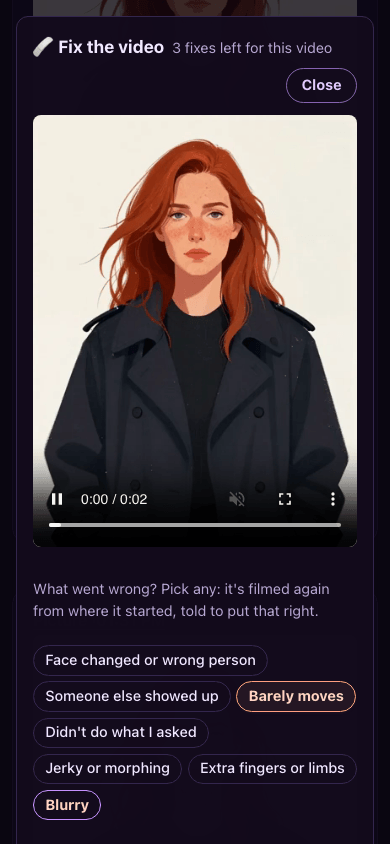 Fix the video 3 fixes left for this video
Close
0:00 / 0:02
What went wrong? Pick any: it's filmed again
from where it started, told to put that right.
Face changed or wrong person
Someone else showed up Barely moves
Didn't do what I asked
Jerky or morphing Extra fingers or limbs
Blurry